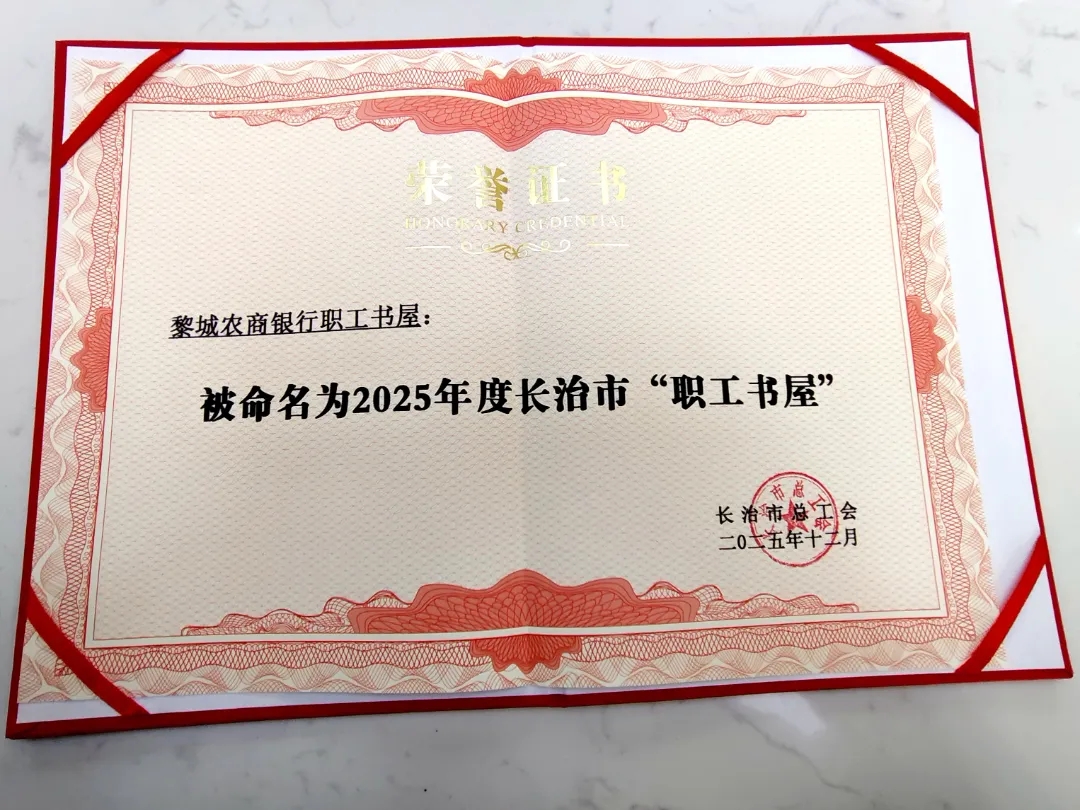 荣誉证书
HONORARY CREDENTIAL
黎城农商银行职工书屋：
被命名为2025年度长治市“职工书屋”
长治市总工会
二〇二五年十二月